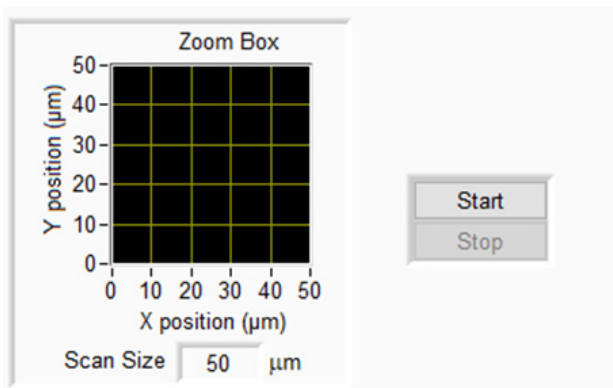 Zoom Box
50
40
30
20
10
0
Y position (µm)
0 10 20 30 40 50
X position (µm)
Scan Size 50 µm
Start
Stop